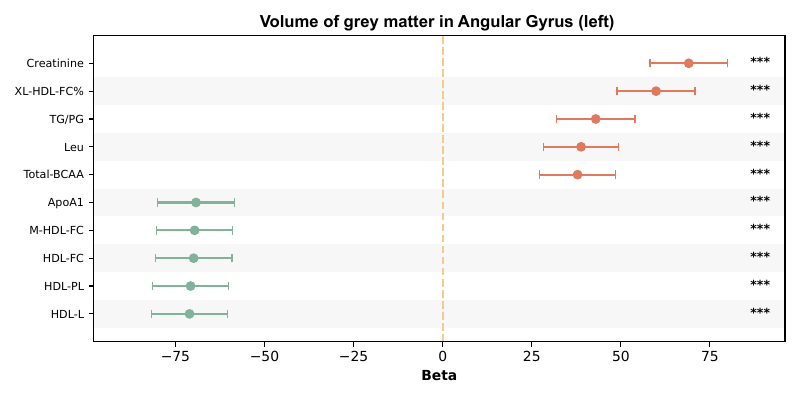 Volume of grey matter in Angular Gyrus (left)
Creatinine ***
XL-HDL-FC% ***
TG/PG ***
Leu ***
Total-BCAA ***
ApoA1 ***
M-HDL-FC ***
HDL-FC ***
HDL-PL ***
HDL-L ***
−75 −50 −25 0 25 50 75
Beta